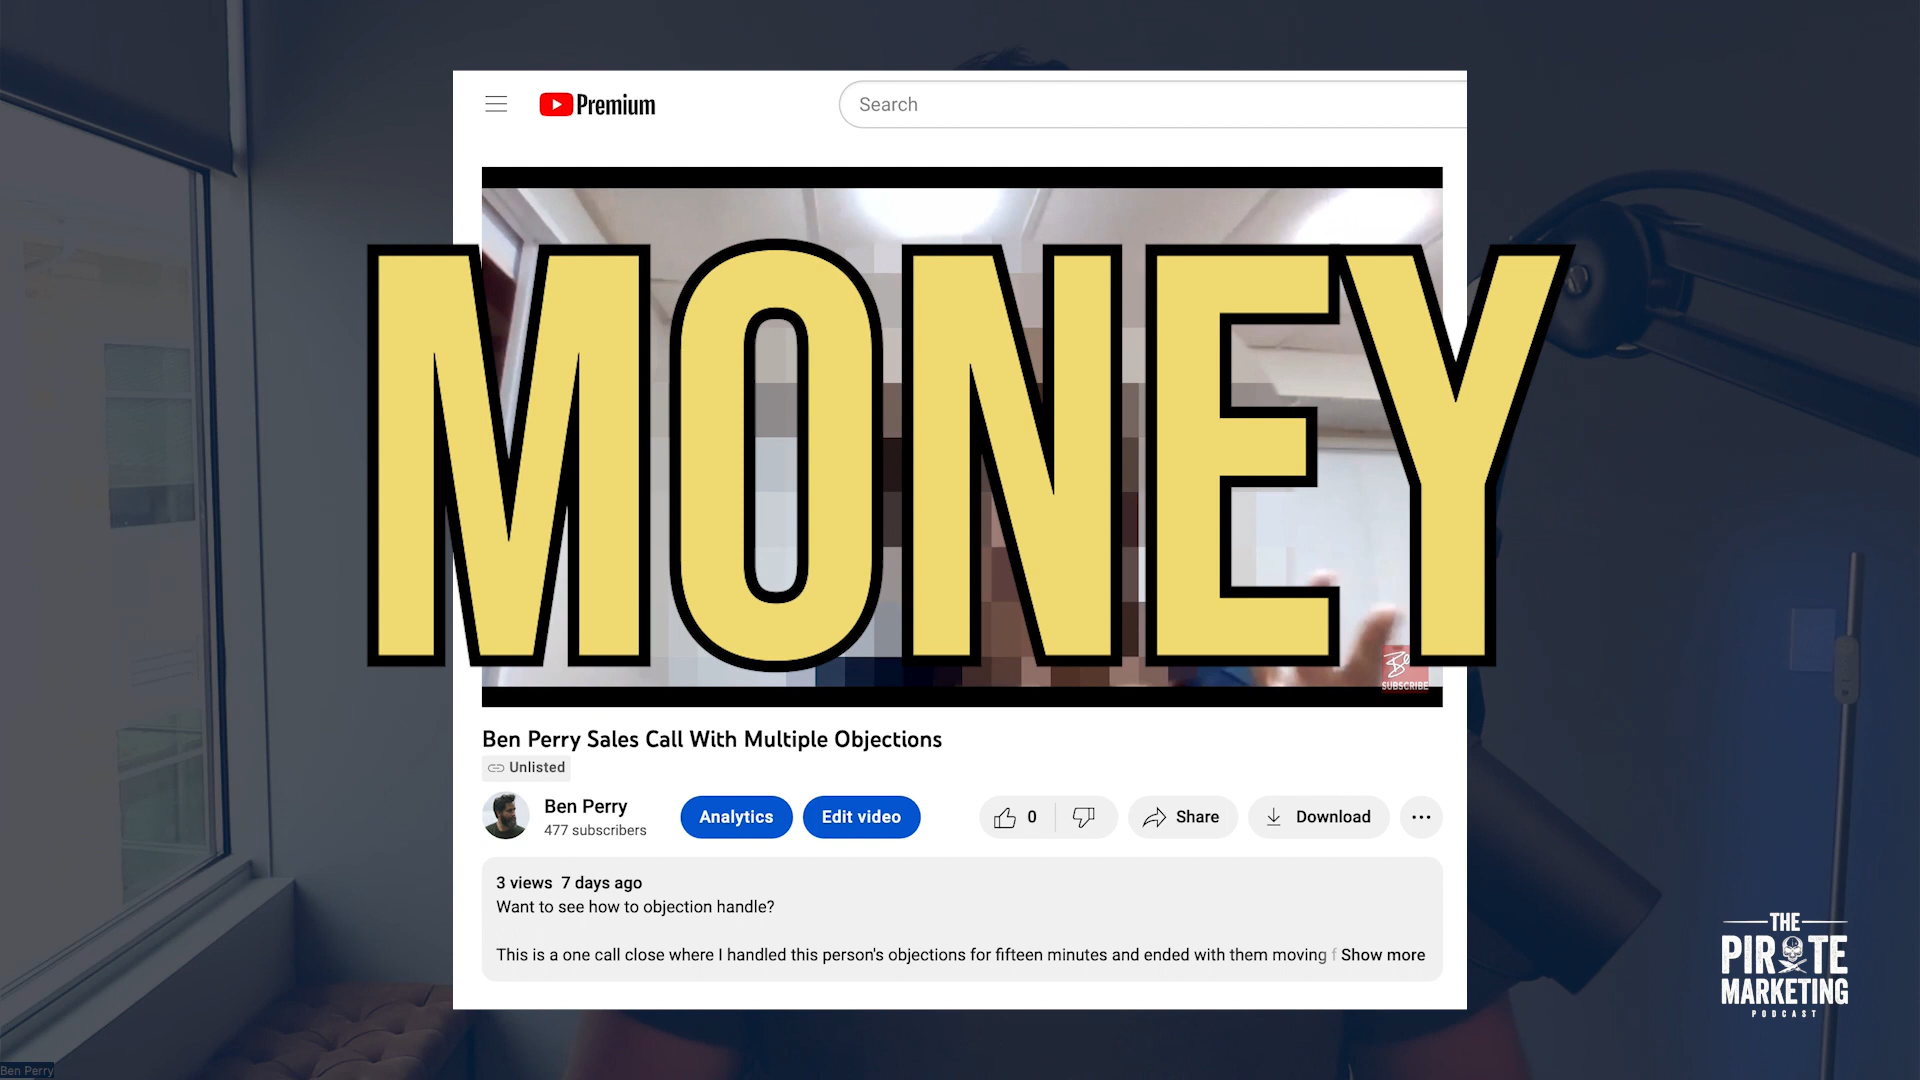 Premium
Search
MONEY
SUBSCRIBE
Ben Perry Sales Call With Multiple Objections
Unlisted
Ben Perry
477 subscribers
Analytics
Edit video
0
Share
Download
3 views 7 days ago
Want to see how to objection handle?
This is a one call close where I handled this person's objections for fifteen minutes and ended with them moving f Show more
THE
PIRATE
MARKETING
PODCAST
Ben Perry